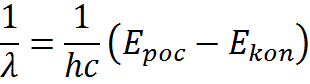 1/λ = 1/hc (E_poc − E_kon)